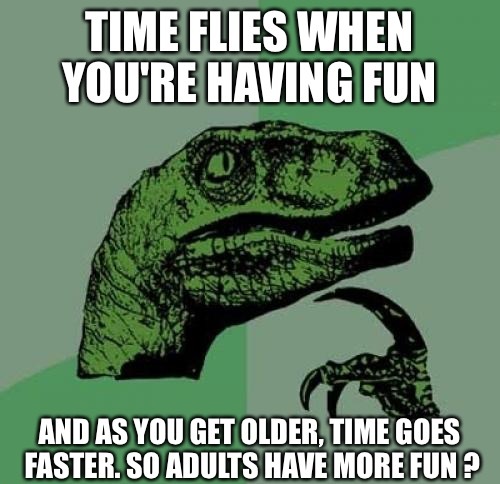 TIME FLIES WHEN
YOU'RE HAVING FUN
AND AS YOU GET OLDER, TIME GOES
FASTER. SO ADULTS HAVE MORE FUN ?